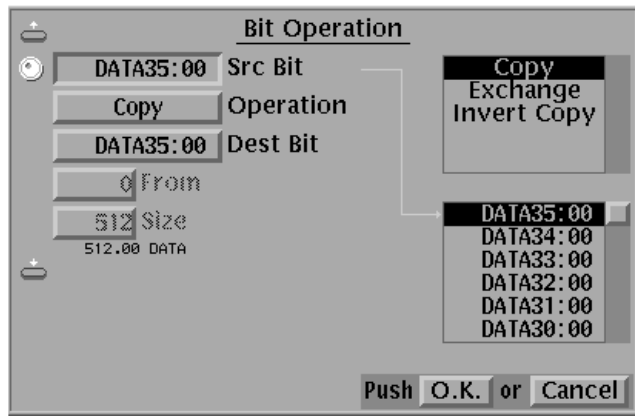 Bit Operation
DATA35:00 Src Bit
Copy Operation
DATA35:00 Dest Bit
0 From
512 Size
512.00 DATA
Copy
Exchange
Invert Copy
DATA35:00
DATA34:00
DATA33:00
DATA32:00
DATA31:00
DATA30:00
Push O.K. or Cancel